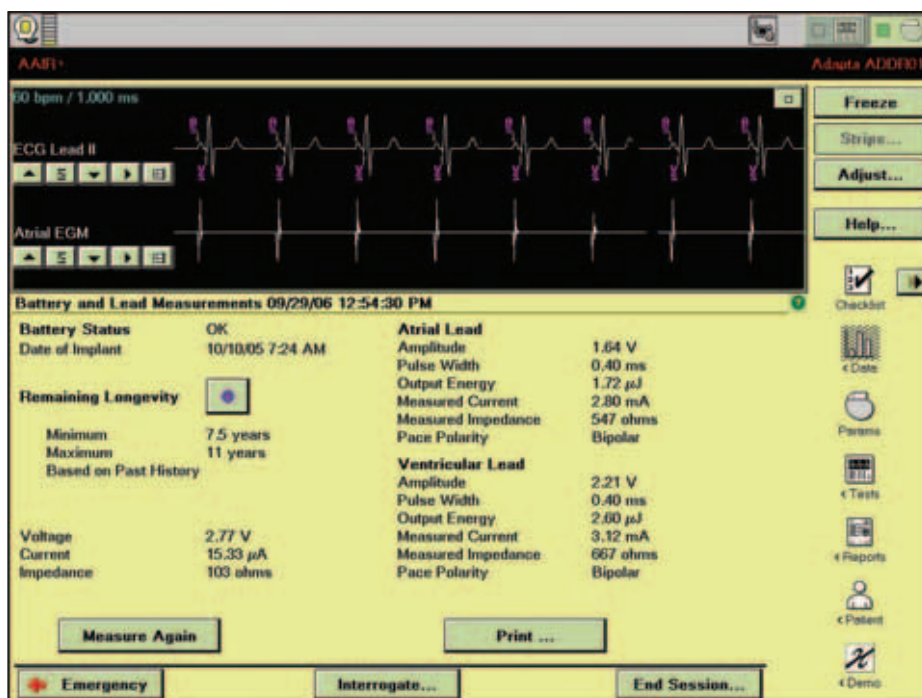 AAIR+ Adapta ADDR01
60 bpm / 1,000 ms
Freeze
ECG Lead II
Strips...
Adjust...
Help...
Atrial EGM
Battery and Lead Measurements 09/29/06 12:54:30 PM
Checklist
Battery Status OK
Date of Implant 10/10/05 7:24 AM
Remaining Longevity
Minimum 7.5 years
Maximum 11 years
Based on Past History
Voltage 2.77 V
Current 15.33 µA
Impedance 103 ohms
Atrial Lead
Amplitude 1.64 V
Pulse Width 0.40 ms
Output Energy 1.72 µJ
Measured Current 2.80 mA
Measured Impedance 547 ohms
Pace Polarity Bipolar
Ventricular Lead
Amplitude 2.21 V
Pulse Width 0.40 ms
Output Energy 2.60 µJ
Measured Current 3.12 mA
Measured Impedance 667 ohms
Pace Polarity Bipolar
< Data
Params
< Tests
< Reports
< Patient
< Demo
Measure Again
Print ...
Emergency
Interrogate...
End Session...